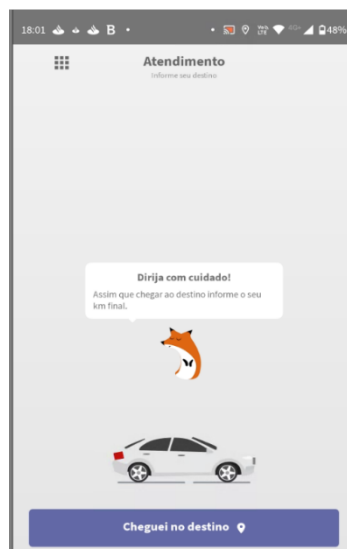 18:01 B 48%
Atendimento
Informe seu destino
Dirija com cuidado!
Assim que chegar ao destino informe o seu
km final.
Cheguei no destino